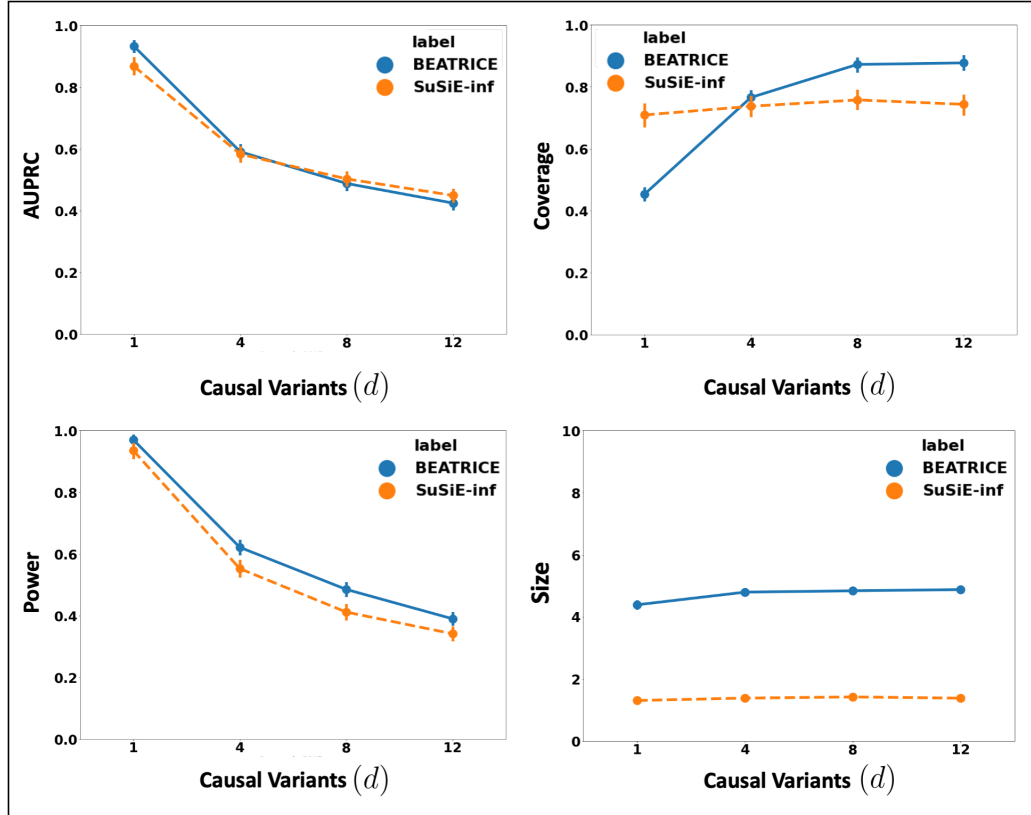 1.0
0.8
0.6
0.4
0.2
0.0
AUPRC
label
BEATRICE
SuSiE-inf
1 4 8 12
Causal Variants (d)
1.0
0.8
0.6
0.4
0.2
0.0
Coverage
label
BEATRICE
SuSiE-inf
1 4 8 12
Causal Variants (d)
1.0
0.8
0.6
0.4
0.2
0.0
Power
label
BEATRICE
SuSiE-inf
1 4 8 12
Causal Variants (d)
10
8
6
4
2
0
Size
label
BEATRICE
SuSiE-inf
1 4 8 12
Causal Variants (d)